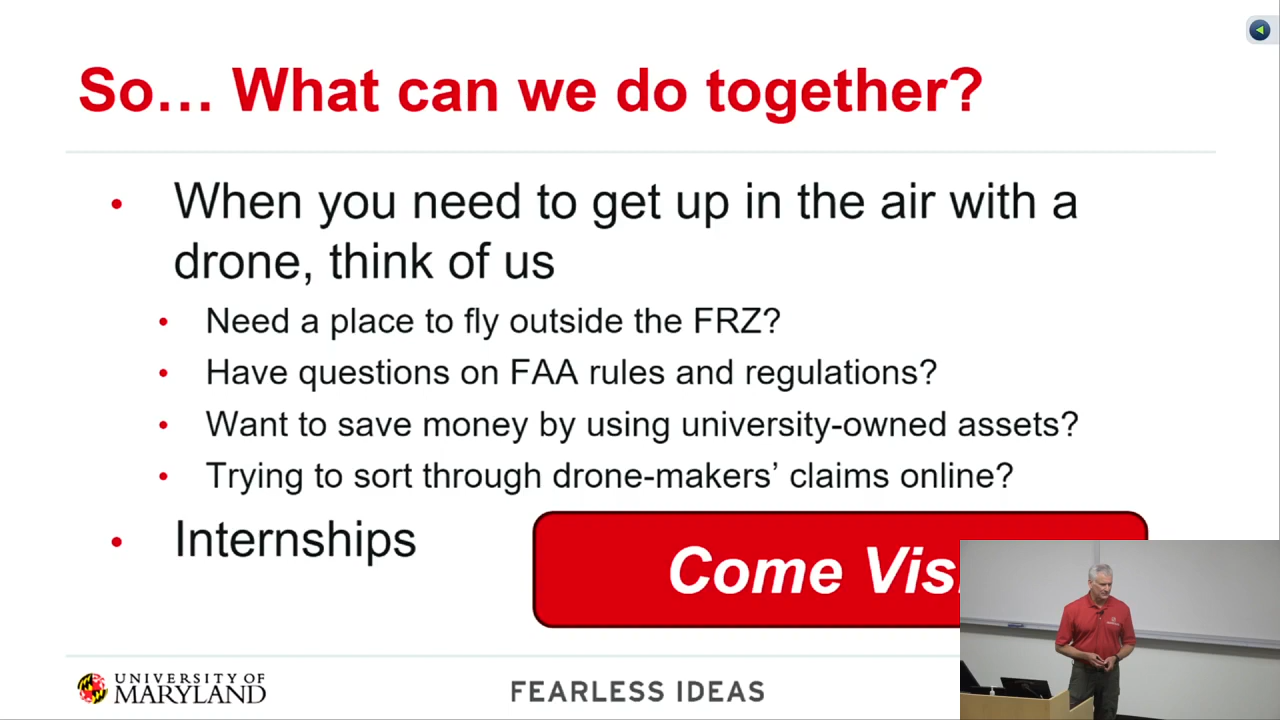 So… What can we do together?
• When you need to get up in the air with a
drone, think of us
• Need a place to fly outside the FRZ?
• Have questions on FAA rules and regulations?
• Want to save money by using university-owned assets?
• Trying to sort through drone-makers’ claims online?
• Internships
Come
UNIVERSITY OF
MARYLAND
FEARLESS IDEAS